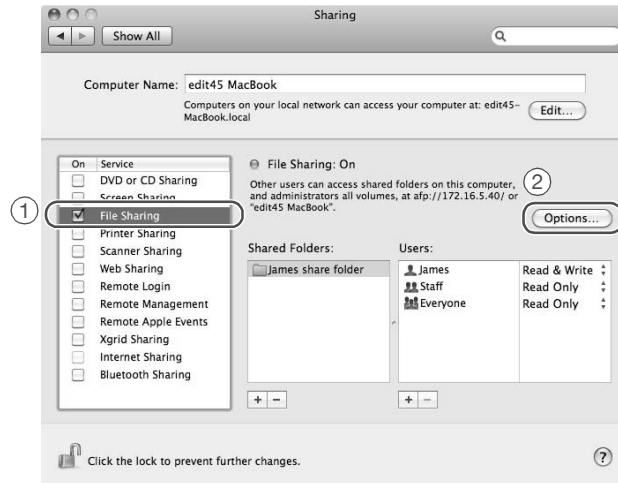 Sharing
Show All
Computer Name: edit45 MacBook
Computers on your local network can access your computer at: edit45-
MacBook.local
Edit...
On Service
DVD or CD Sharing
Screen Sharing
File Sharing
Printer Sharing
Scanner Sharing
Web Sharing
Remote Login
Remote Management
Remote Apple Events
Xgrid Sharing
Internet Sharing
Bluetooth Sharing
1
File Sharing: On
Other users can access shared folders on this computer,
and administrators all volumes, at afp://172.16.5.40/ or
"edit45 MacBook".
2
Options...
Shared Folders:
James share folder
+ −
Users:
James Read & Write
Staff Read Only
Everyone Read Only
+ −
Click the lock to prevent further changes.
?